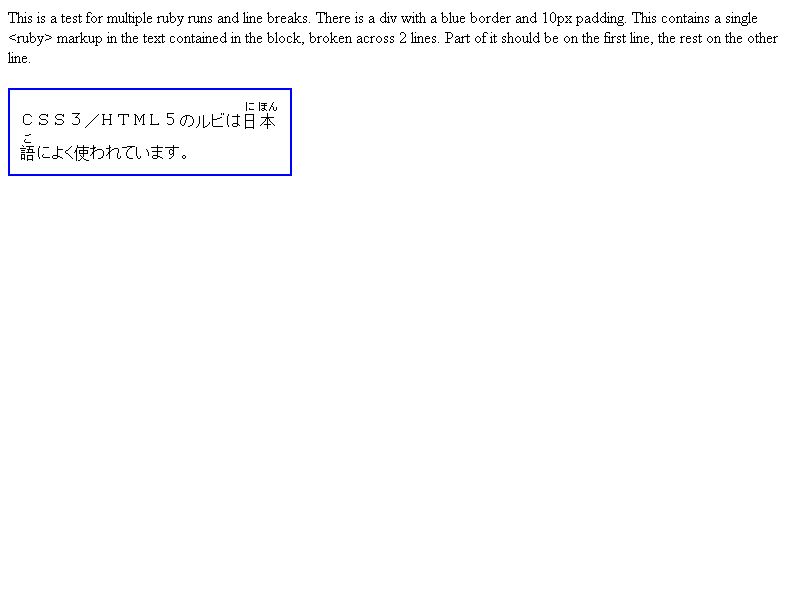 This is a test for multiple ruby runs and line breaks. There is a div with a blue border and 10px padding. This contains a single
<ruby> markup in the text contained in the block, broken across 2 lines. Part of it should be on the first line, the rest on the other
line.
にほん
ＣＳＳ３／ＨＴＭＬ５のルビは日本
ご
語によく使われています。